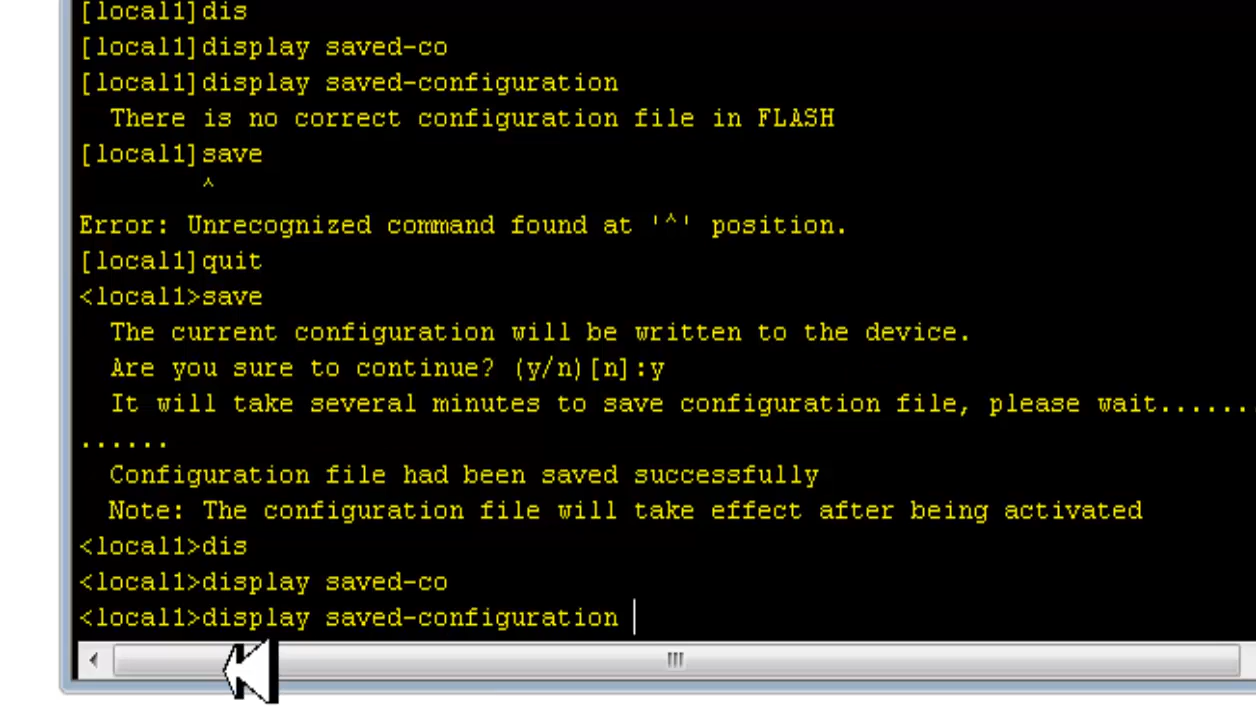 [local1]dis
[local1]display saved-co
[local1]display saved-configuration
There is no correct configuration file in FLASH
[local1]save
^
Error: Unrecognized command found at '^' position.
[local1]quit
<local1>save
The current configuration will be written to the device.
Are you sure to continue? (y/n)[n]:y
It will take several minutes to save configuration file, please wait.......
......
Configuration file had been saved successfully
Note: The configuration file will take effect after being activated
<local1>dis
<local1>display saved-co
<local1>display saved-configuration